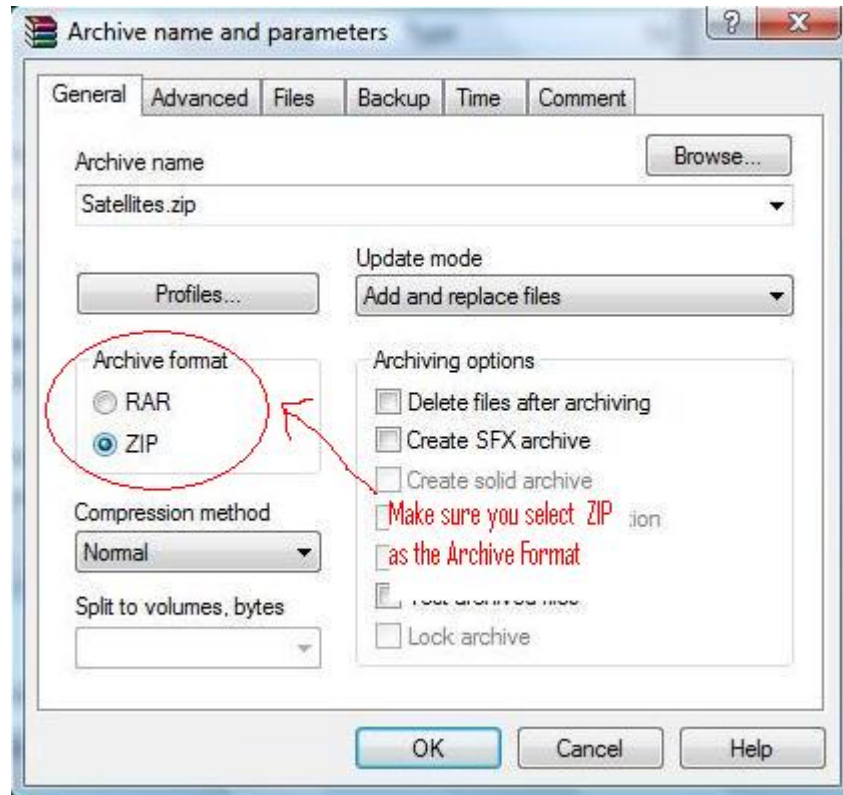 Archive name and parameters
General Advanced Files Backup Time Comment
Archive name
Browse...
Satellites.zip
Update mode
Profiles...
Add and replace files
Archive format
RAR
ZIP
Archiving options
Delete files after archiving
Create SFX archive
Create solid archive
Make sure you select ZIP
as the Archive Format
Lock archive
Compression method
Normal
Split to volumes, bytes
OK Cancel Help